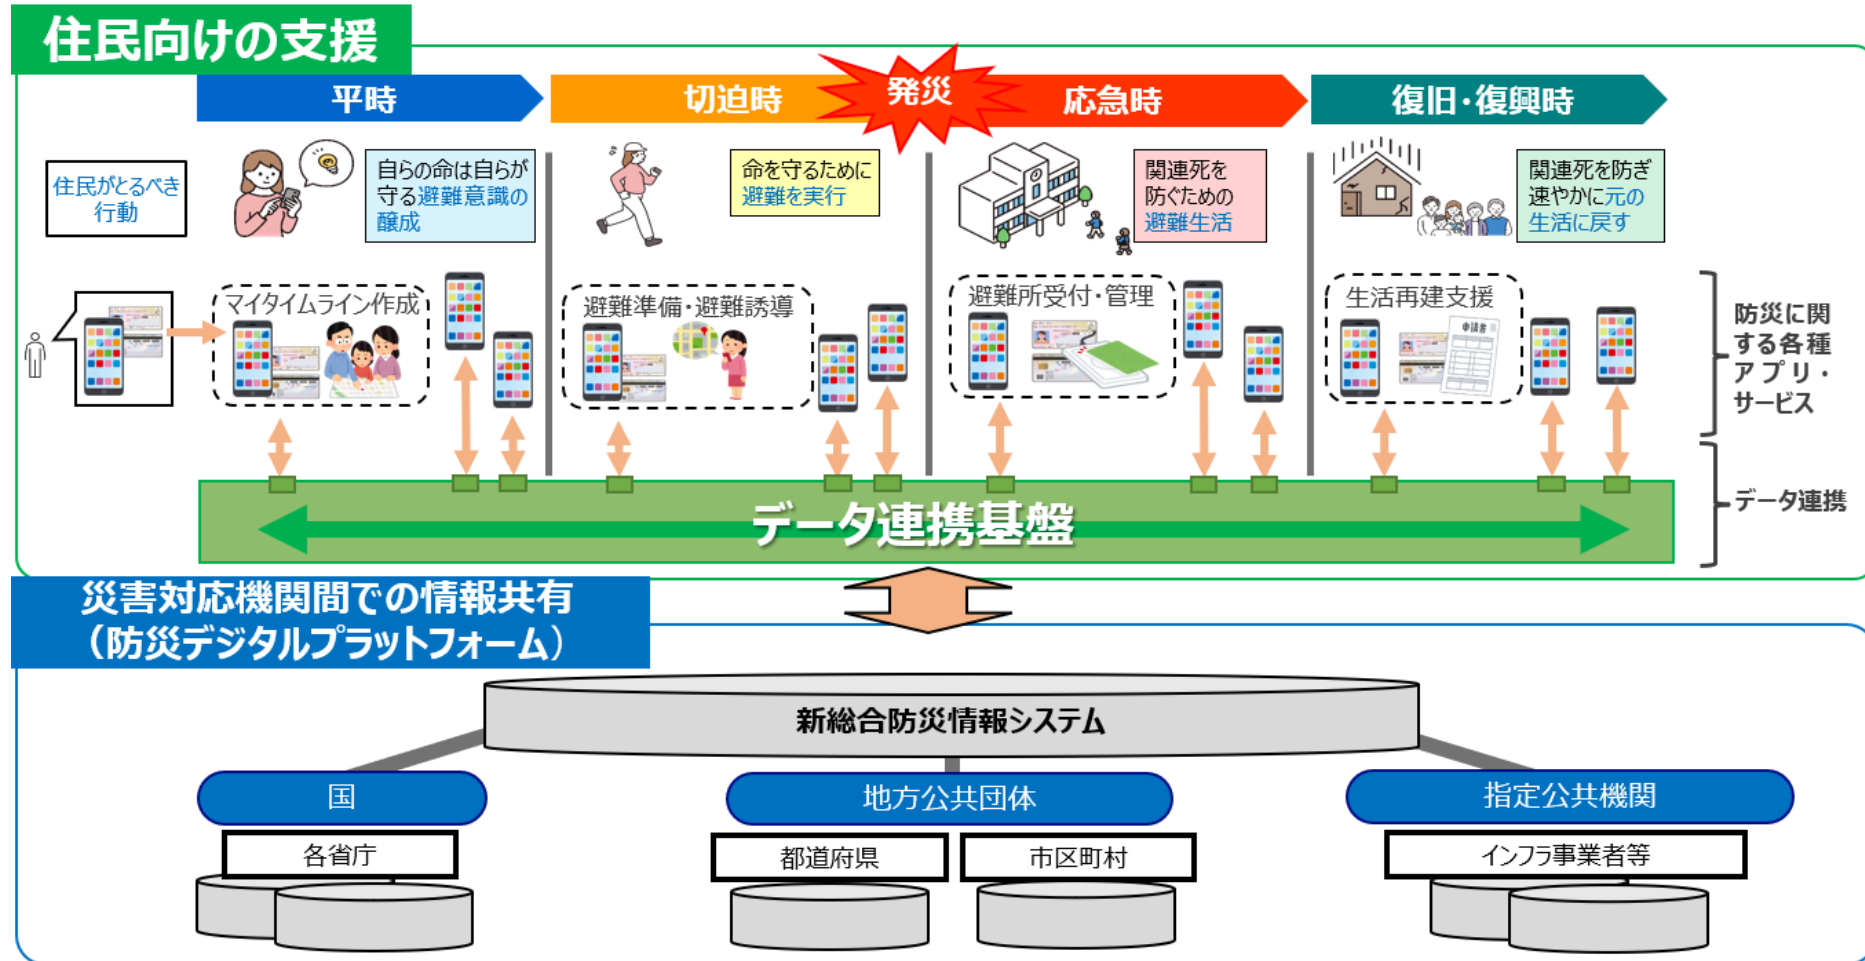 住民向けの支援
平時
切迫時
発災
応急時
復旧・復興時
住民がとるべき
行動
自らの命は自らが
守る避難意識の
醸成
命を守るために
避難を実行
関連死を
防ぐための
避難生活
関連死を防ぎ
速やかに元の
生活に戻す
マイタイムライン作成
避難準備・避難誘導
避難所受付・管理
生活再建支援
申請書
防災に関
する各種
アプリ・
サービス
データ連携基盤
データ連携
災害対応機関間での情報共有
（防災デジタルプラットフォーム）
新総合防災情報システム
国
地方公共団体
指定公共機関
各省庁
都道府県
市区町村
インフラ事業者等